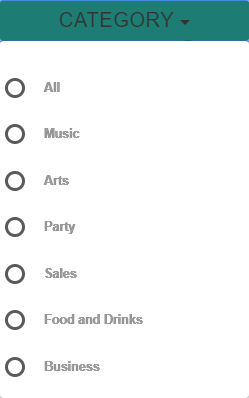 CATEGORY
All
Music
Arts
Party
Sales
Food and Drinks
Business